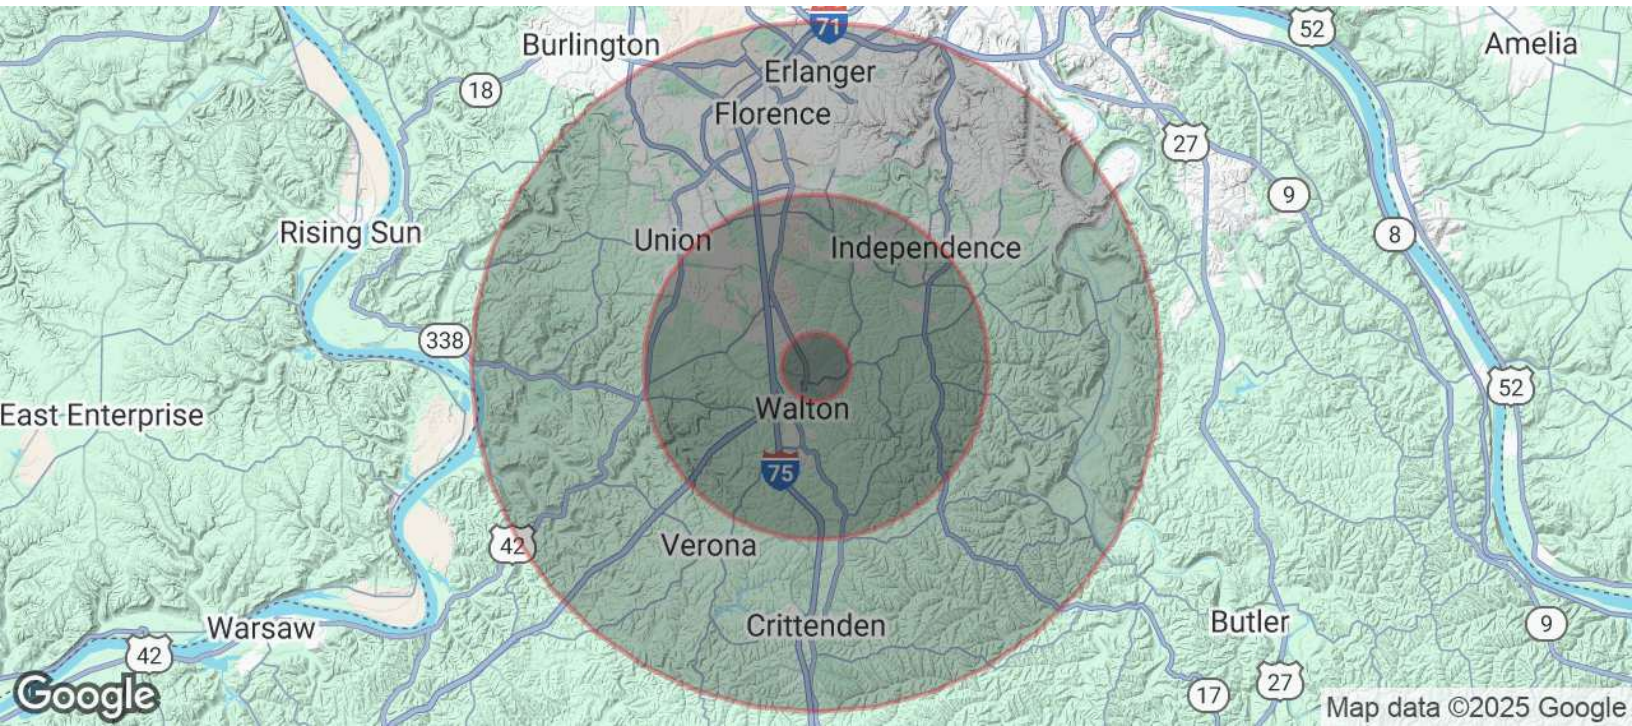 71
52
Burlington
Amelia
Erlanger
18
Florence
27
9
Rising Sun
8
Union
Independence
338
52
East Enterprise
Walton
75
42
Verona
Warsaw
Crittenden
Butler
9
42
27
17
Google
Map data ©2025 Google